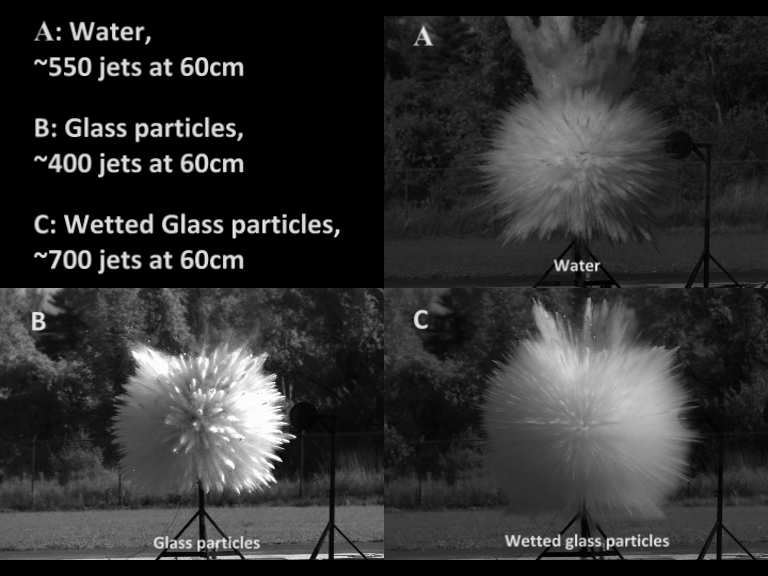 A: Water,
~550 jets at 60cm
B: Glass particles,
~400 jets at 60cm
C: Wetted Glass particles,
~700 jets at 60cm
A
Water
B
Glass particles
C
Wetted glass particles